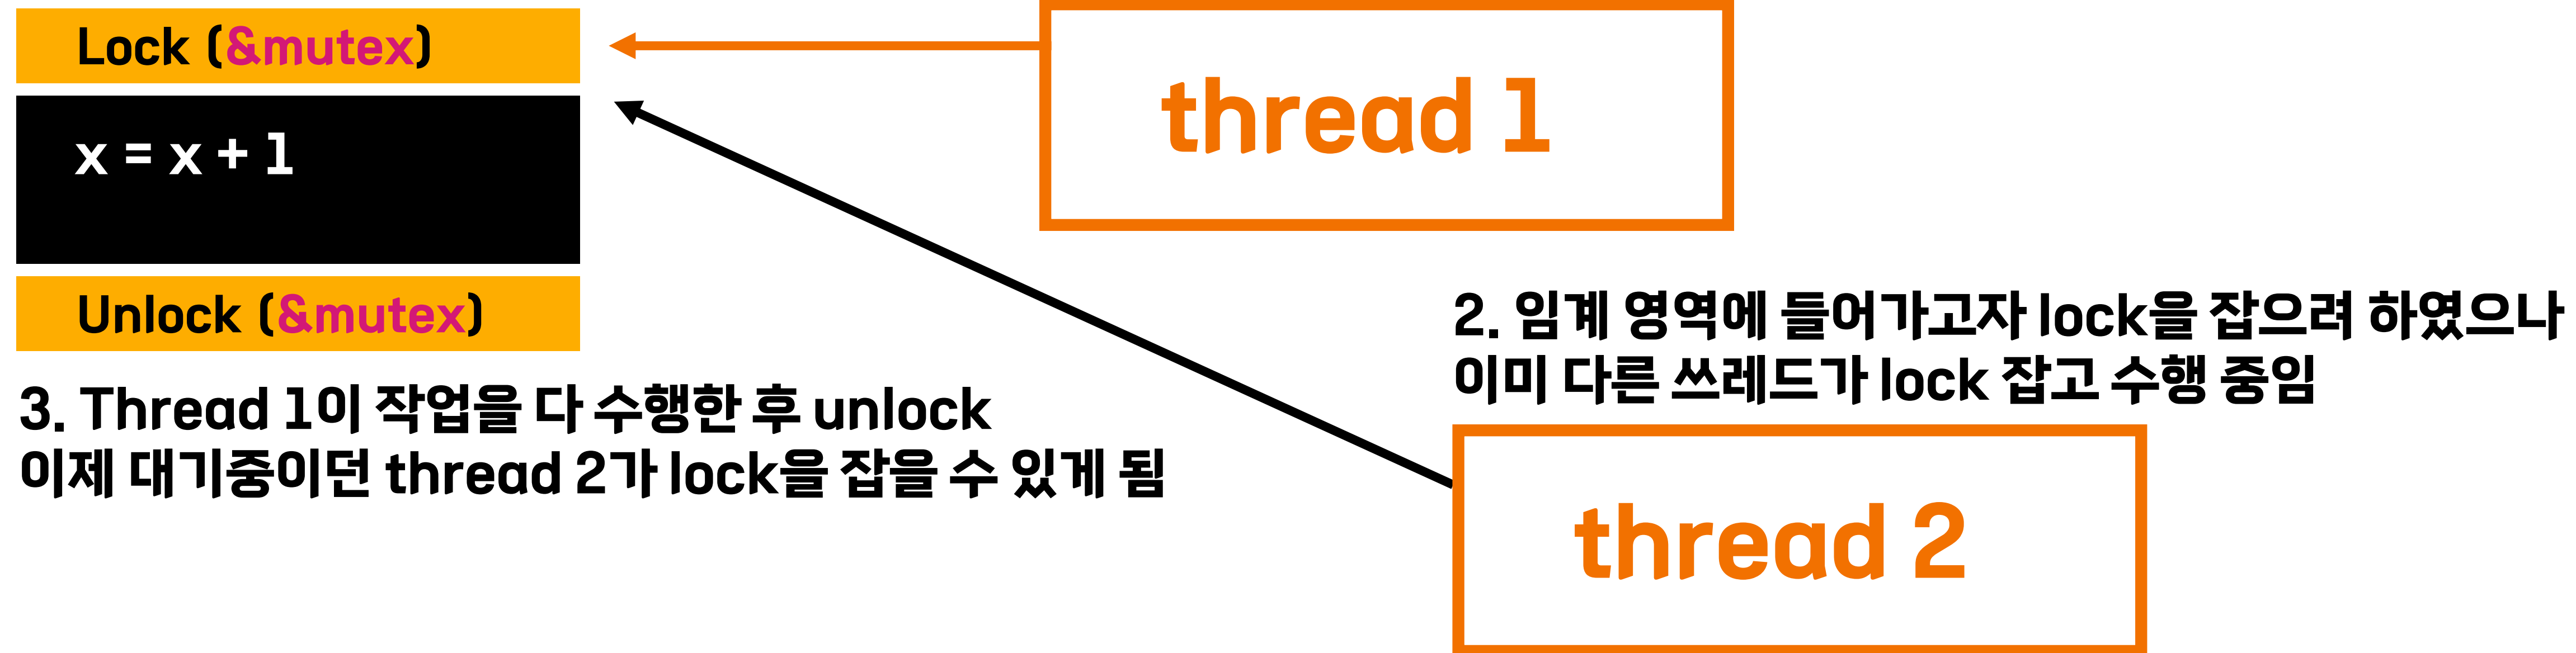 Lock (&mutex)
x = x + 1
Unlock (&mutex)
thread 1
2. 임계 영역에 들어가고자 lock을 잡으려 하였으나
이미 다른 쓰레드가 lock 잡고 수행 중임
3. Thread 1이 작업을 다 수행한 후 unlock
이제 대기중이던 thread 2가 lock을 잡을 수 있게 됨
thread 2